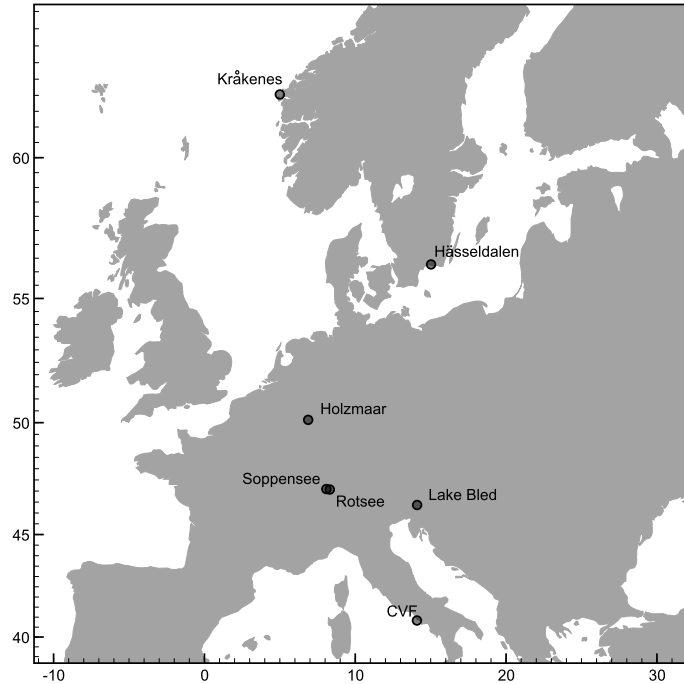 Kråkenes
60
Hässeldalen
55
Holzmaar
50
Soppensee
Rotsee
Lake Bled
45
CVF
40
-10
0
10
20
30